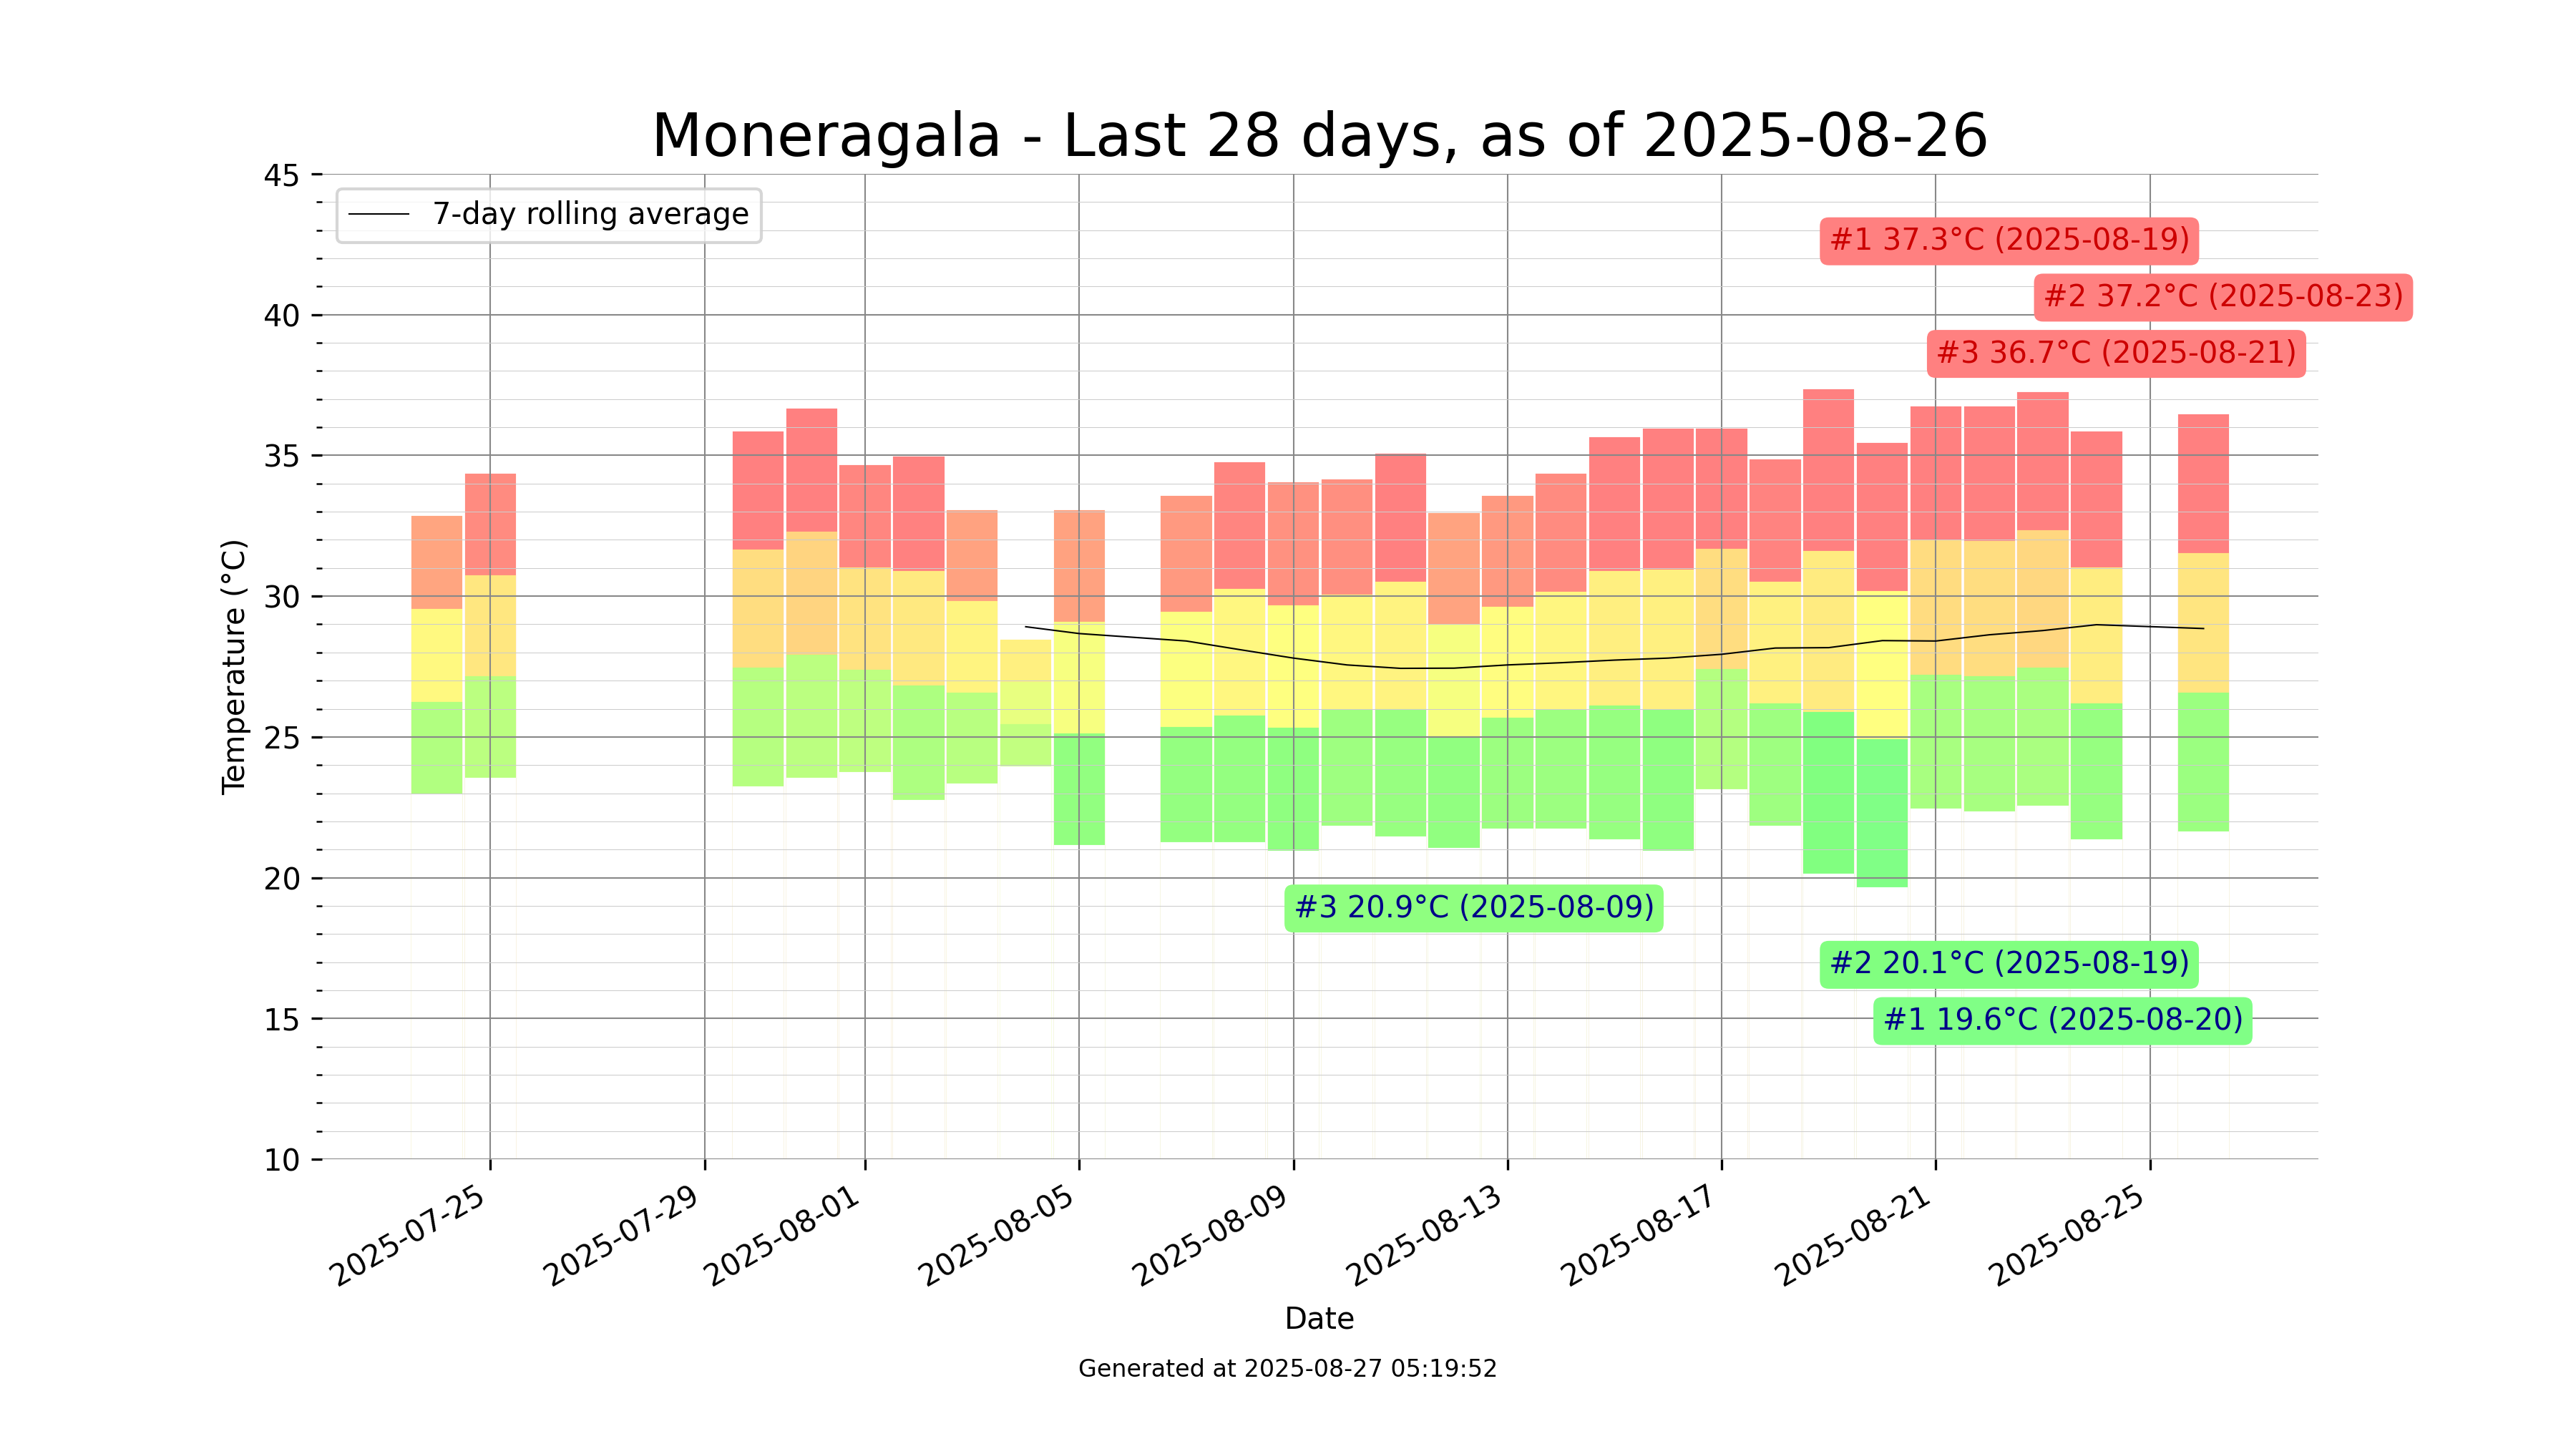 Moneragala - Last 28 days, as of 2025-08-26
7-day rolling average
#1 37.3°C (2025-08-19)
#2 37.2°C (2025-08-23)
#3 36.7°C (2025-08-21)
#3 20.9°C (2025-08-09)
#2 20.1°C (2025-08-19)
#1 19.6°C (2025-08-20)
Temperature (°C)
45
40
35
30
25
20
15
10
2025-07-25
2025-07-29
2025-08-01
2025-08-05
2025-08-09
2025-08-13
2025-08-17
2025-08-21
2025-08-25
Date
Generated at 2025-08-27 05:19:52